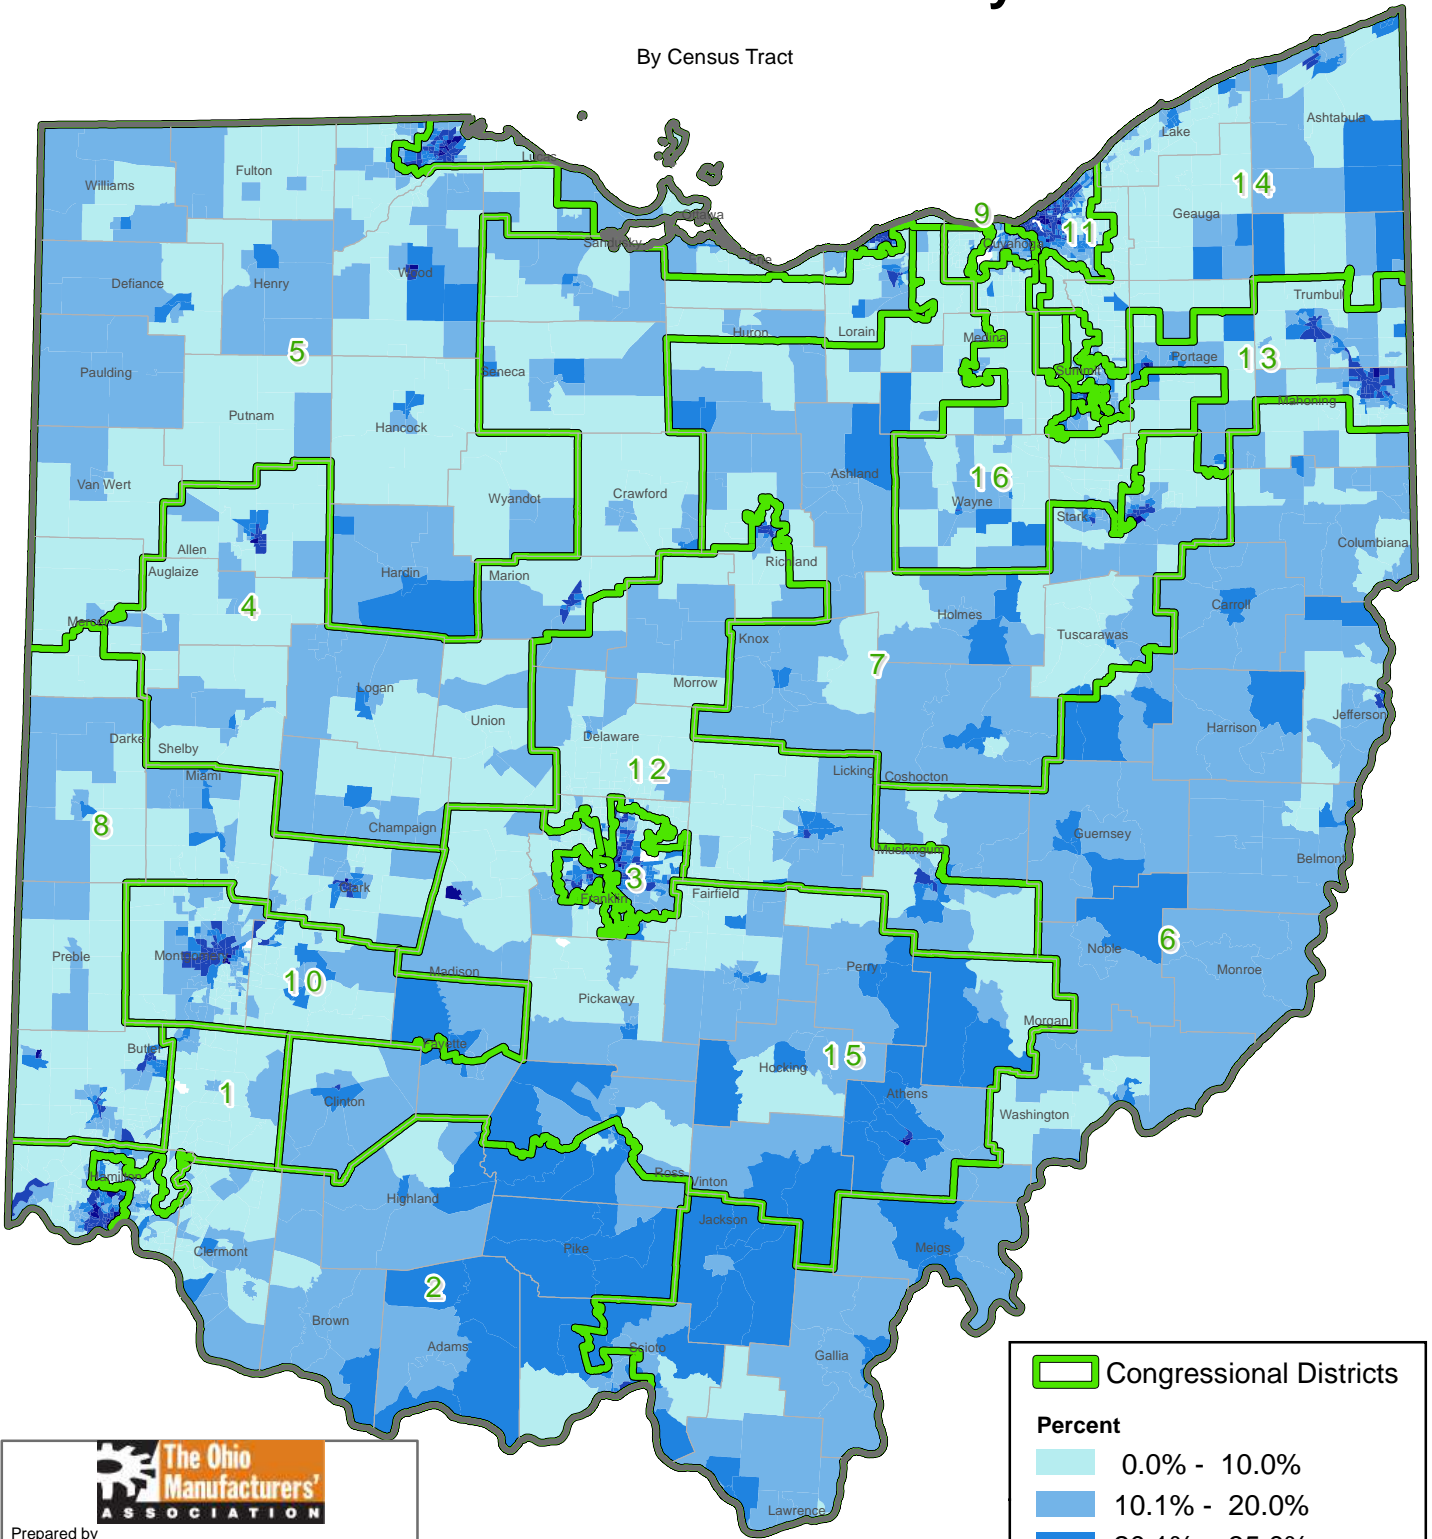 By Census Tract
Ashtabula
Lake
Lucas
Fulton
Williams
14
Geauga
Ottawa
9
11
Cuyahoga
Sandusky
Erie
Wood
Defiance
Henry
Trumbull
Huron
Lorain
Medina
5
Portage
13
Summit
Seneca
Paulding
Mahoning
Putnam
Hancock
Ashland
16
Van Wert
Wyandot
Crawford
Wayne
Stark
Columbiana
Allen
Richland
Auglaize
Hardin
Marion
4
Carroll
Holmes
Mercer
Tuscarawas
Knox
7
Morrow
Logan
Union
Jefferson
Harrison
Darke
Shelby
Delaware
12
Licking
Coshocton
Miami
8
Champaign
Guernsey
Muskingum
Belmont
3
Clark
Franklin
Fairfield
6
Noble
Preble
Montgomery
10
Madison
Perry
Monroe
Pickaway
Morgan
Fayette
Butler
15
Hocking
1
Clinton
Athens
Washington
Hamilton
Ross
Vinton
Highland
Jackson
Clermont
Pike
Meigs
2
Brown
Adams
Scioto
Gallia
Lawrence
Congressional Districts
Percent
0.0% - 10.0%
10.1% - 20.0%
The Ohio
Manufacturers'
ASSOCIATION
Prepared by